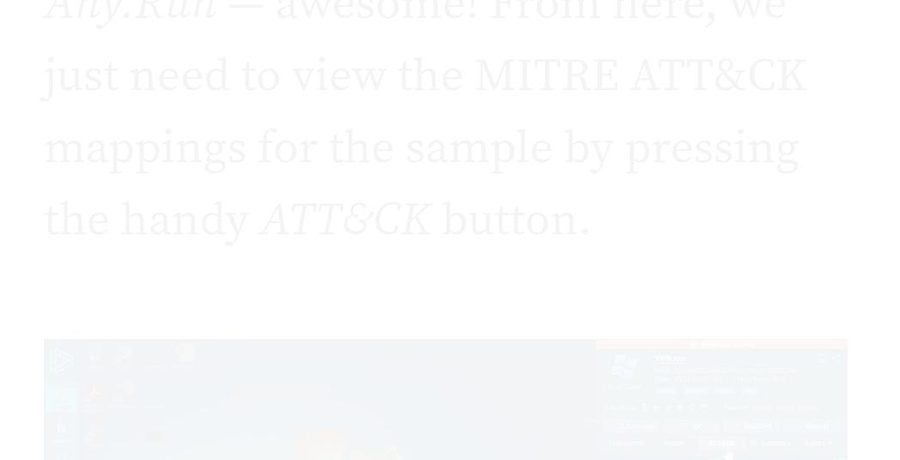 Any.Run — awesome! From here, we
just need to view the MITRE ATT&CK
mappings for the sample by pressing
the handy ATT&CK button.